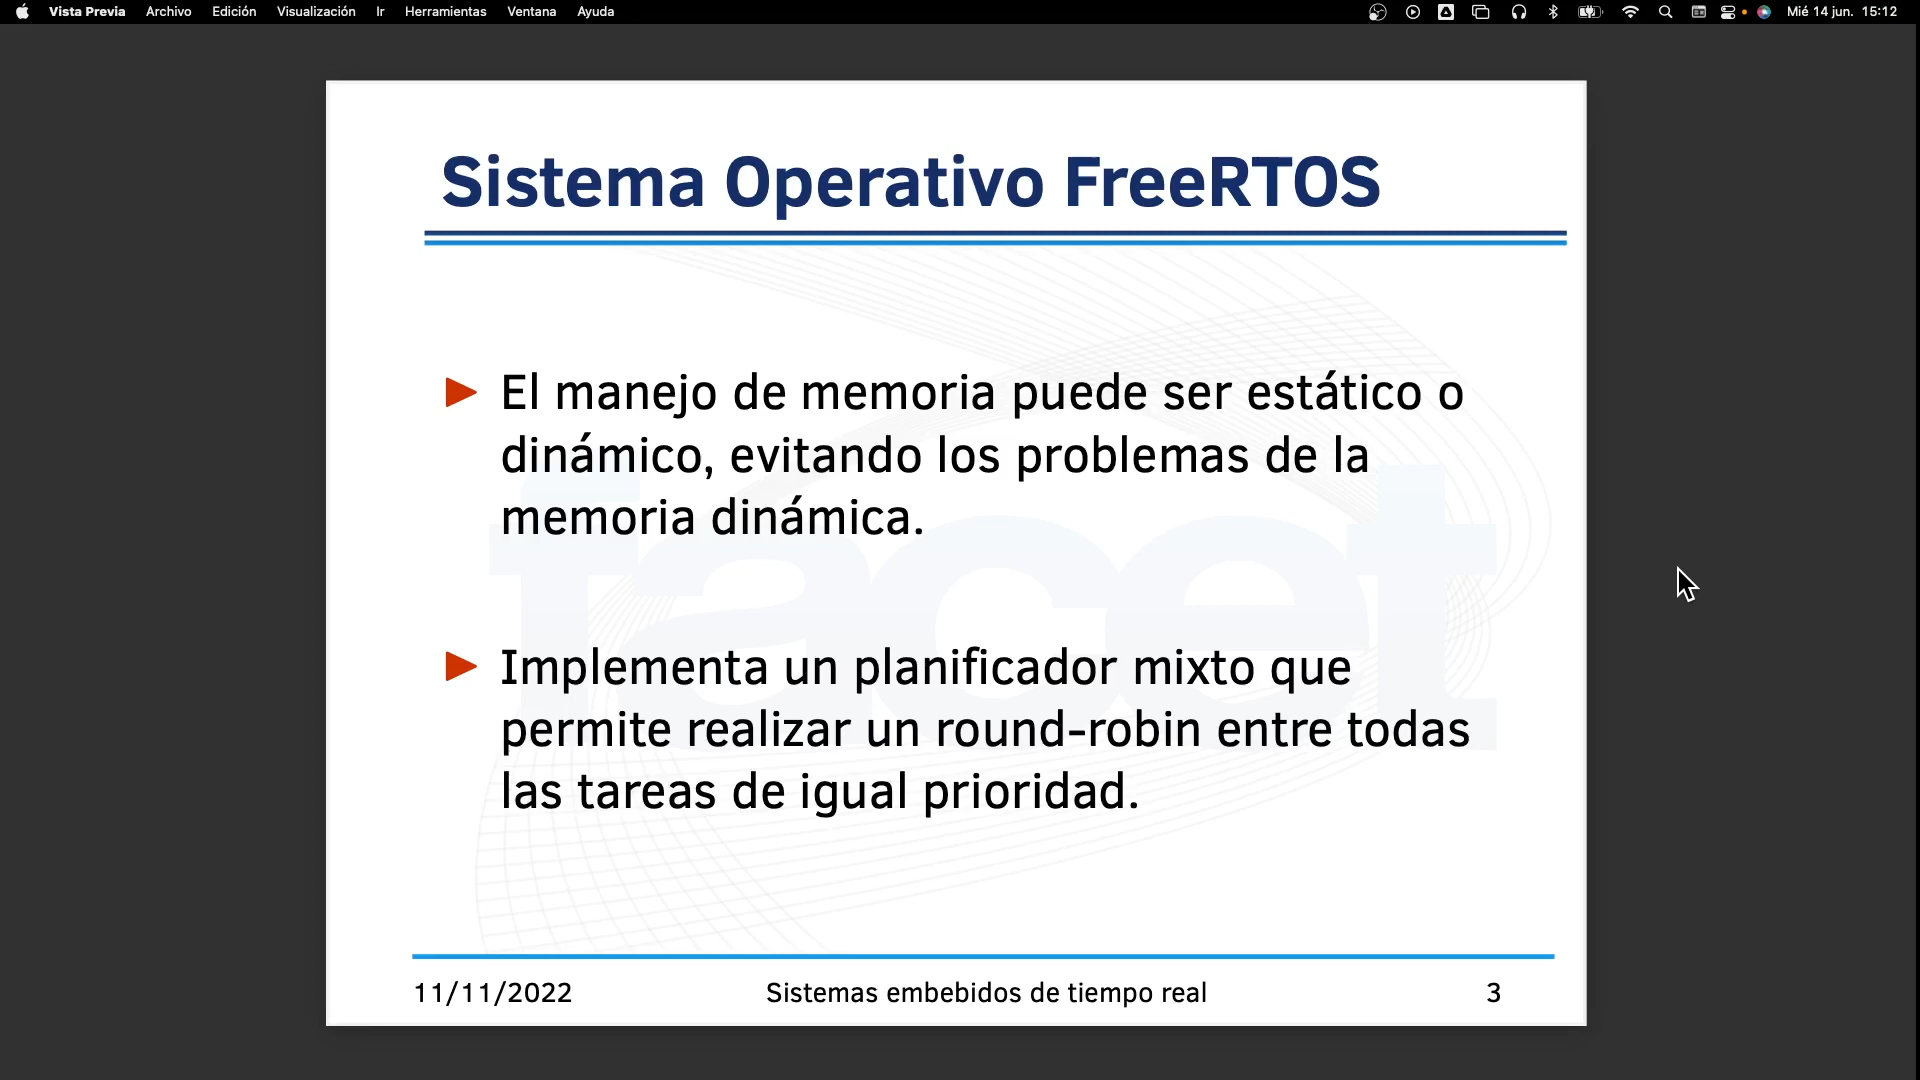 Vista Previa Archivo Edición Visualización Ir Herramientas Ventana Ayuda Mié 14 jun. 15:12
Sistema Operativo FreeRTOS
El manejo de memoria puede ser estático o
dinámico, evitando los problemas de la
memoria dinámica.
Implementa un planificador mixto que
permite realizar un round-robin entre todas
las tareas de igual prioridad.
facet
11/11/2022 Sistemas embebidos de tiempo real 3